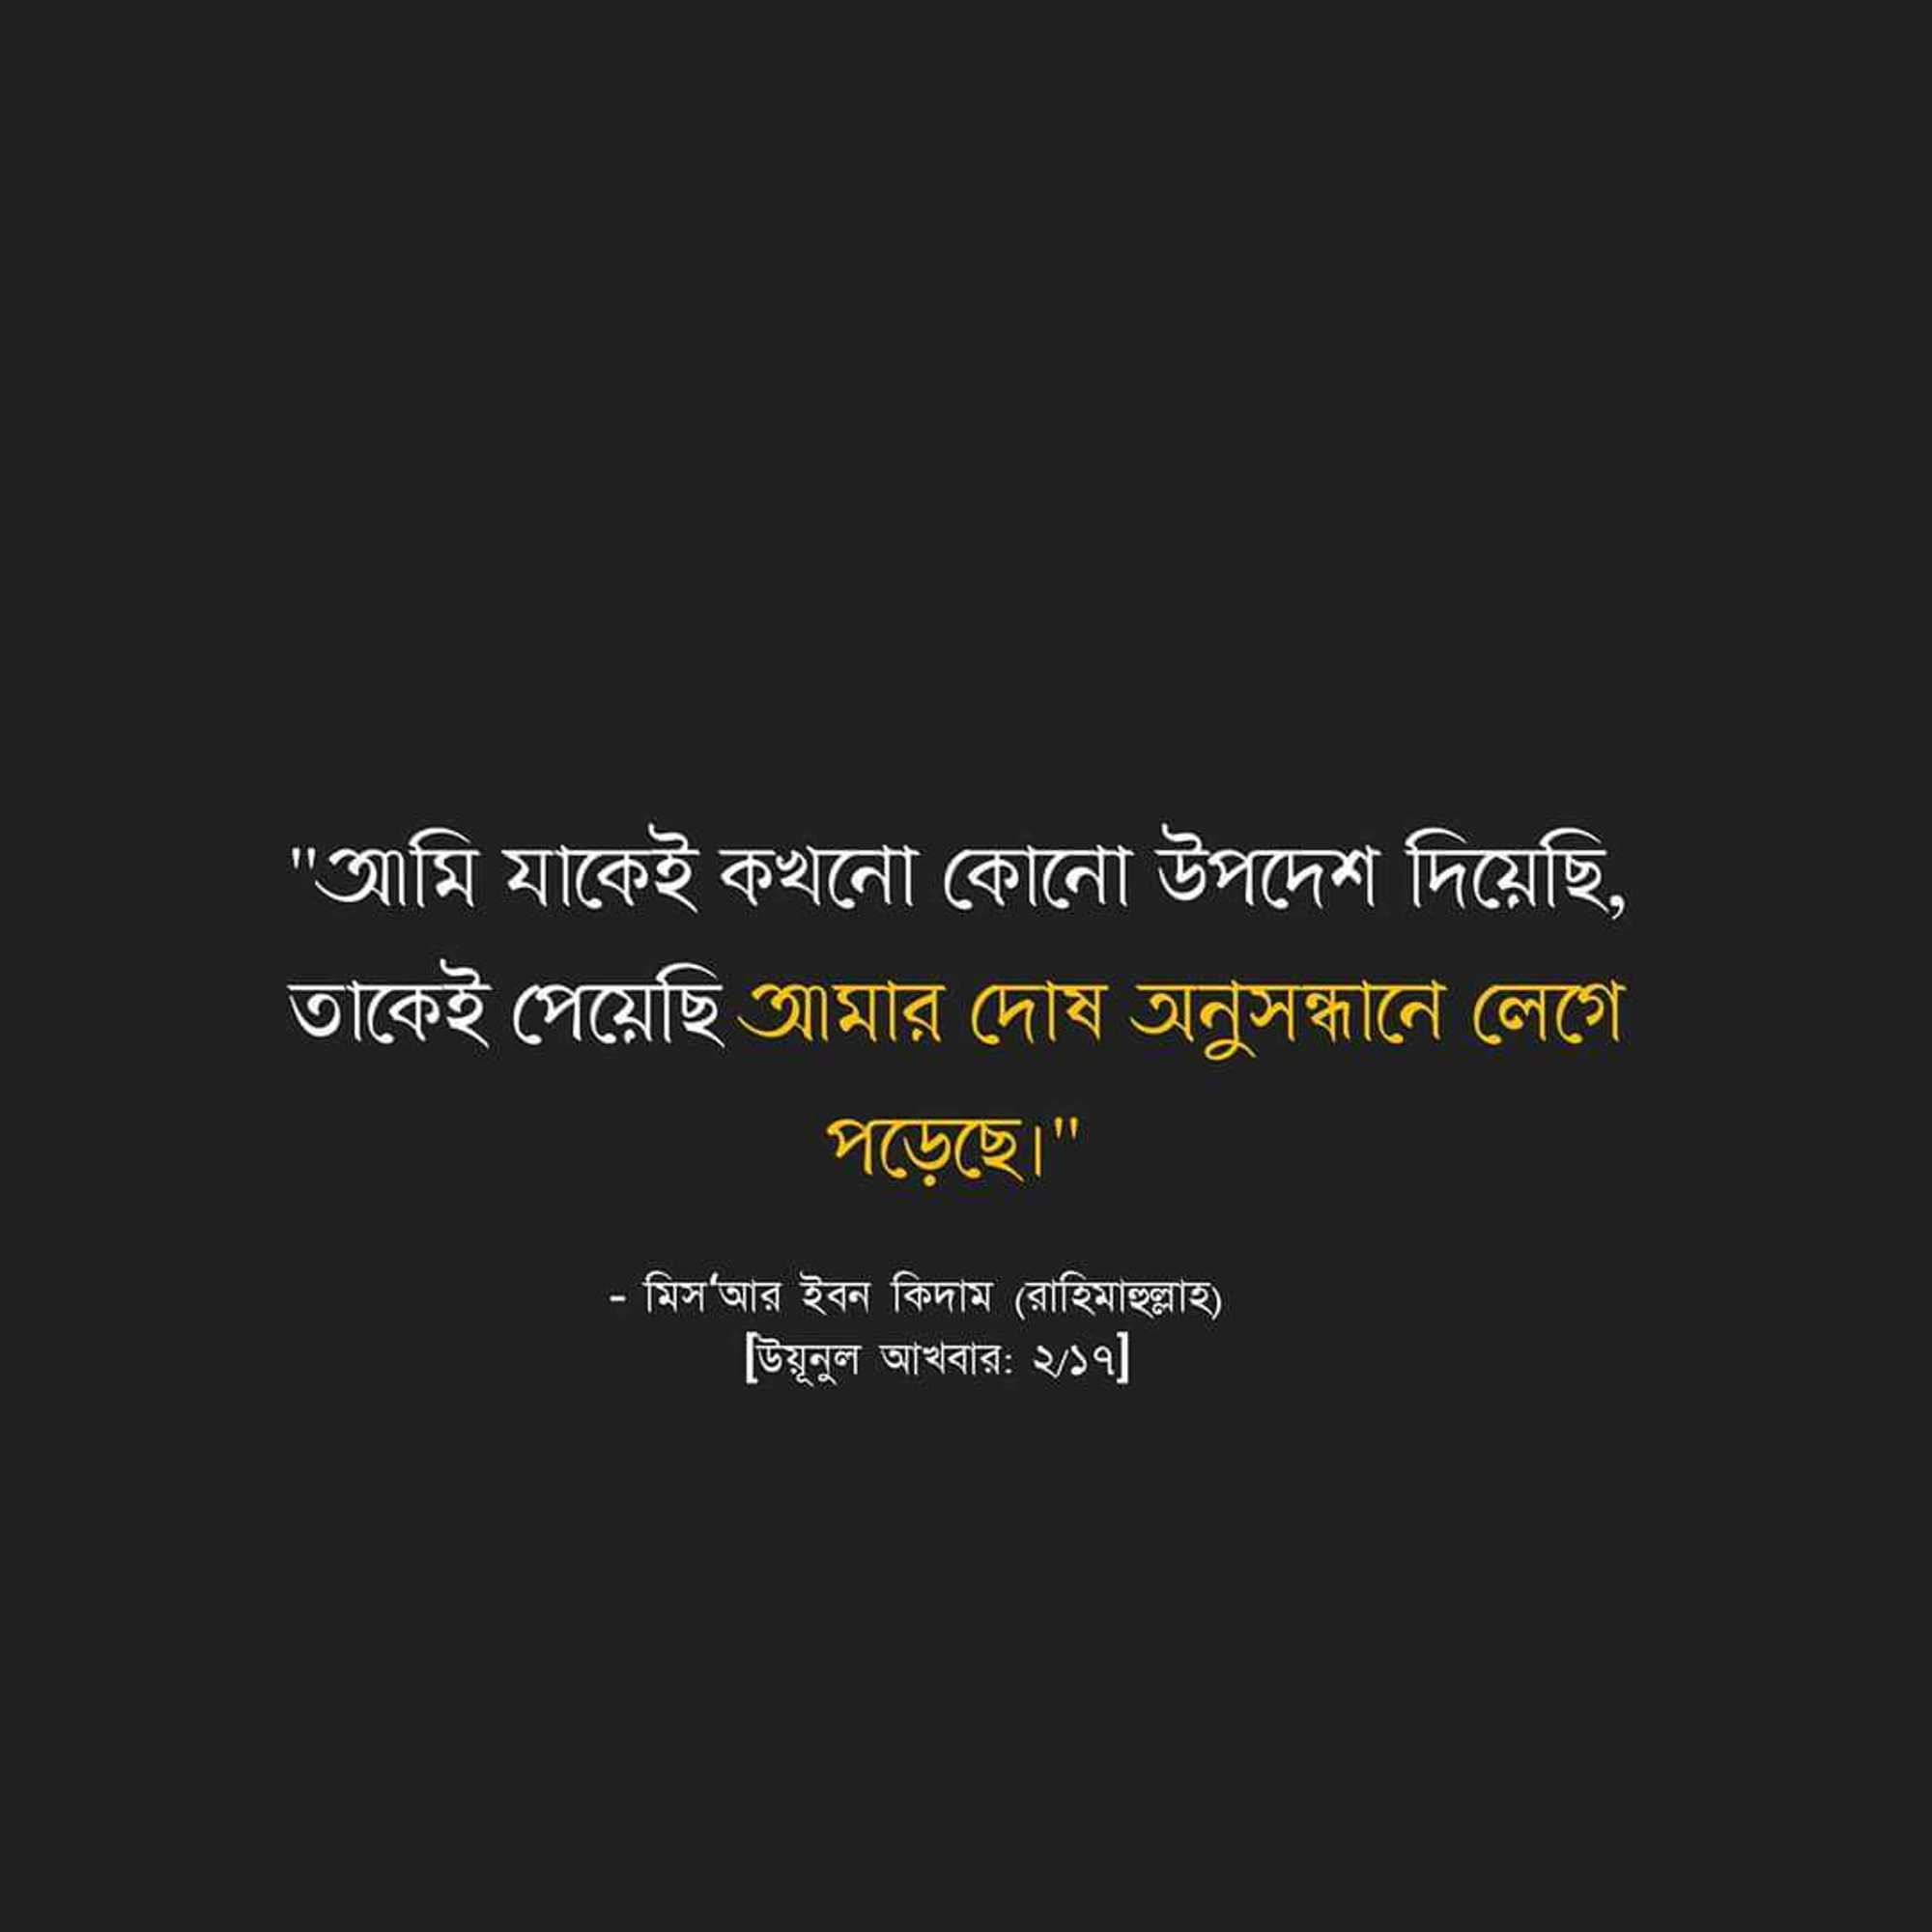 "আমি যাকেই কখনো কোনো উপদেশ দিয়েছি,
তাকেই পেয়েছি আমার দোষ অনুসন্ধানে লেগে
পড়েছে।"
- মিস‘আর ইবন কিদাম (রাহিমাহুল্লাহ)
[উয়ূনুল আখবার: ২/১৭]